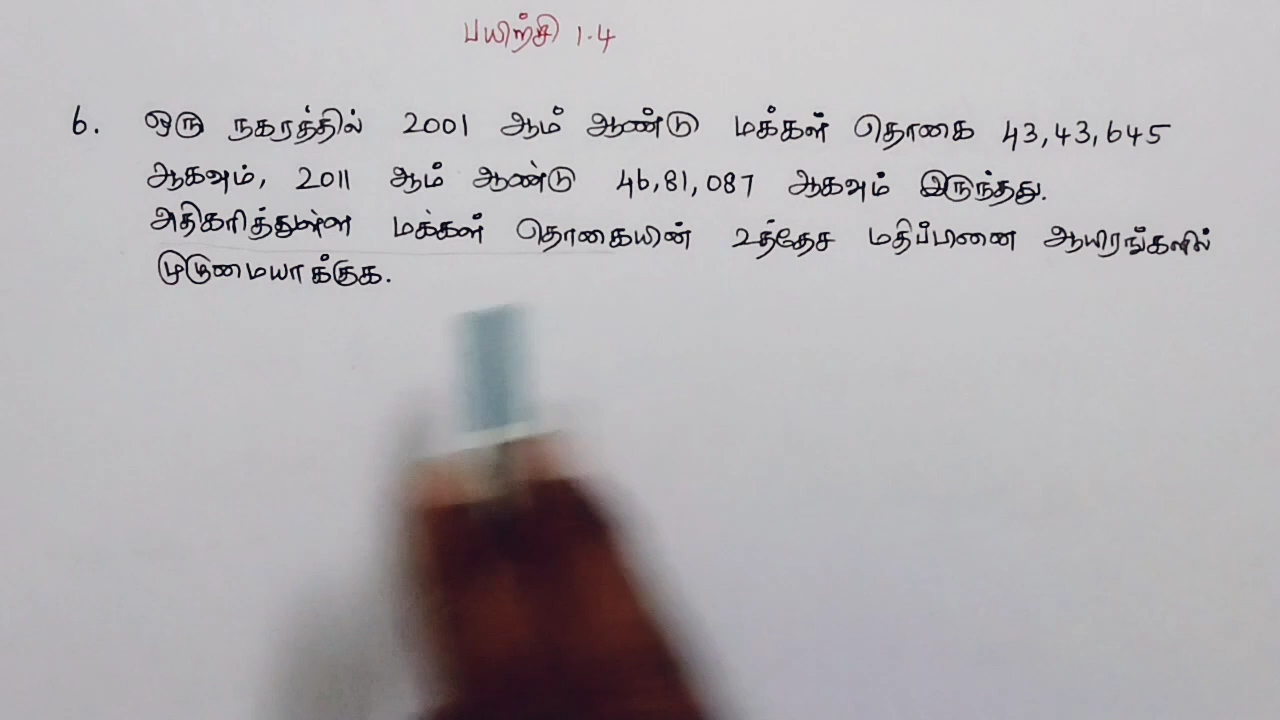 பயிற்சி 1.4
6. ஒரு நகரத்தில் 2001 ஆம் ஆண்டு மக்கள் தொகை 43,43,645
ஆகவும், 2011 ஆம் ஆண்டு 46,81,087 ஆகவும் இருந்தது.
அதிகரித்துள்ள மக்கள் தொகையின் உத்தேச மதிப்பினை ஆயிரங்களில்
முழுமையாக்குக.